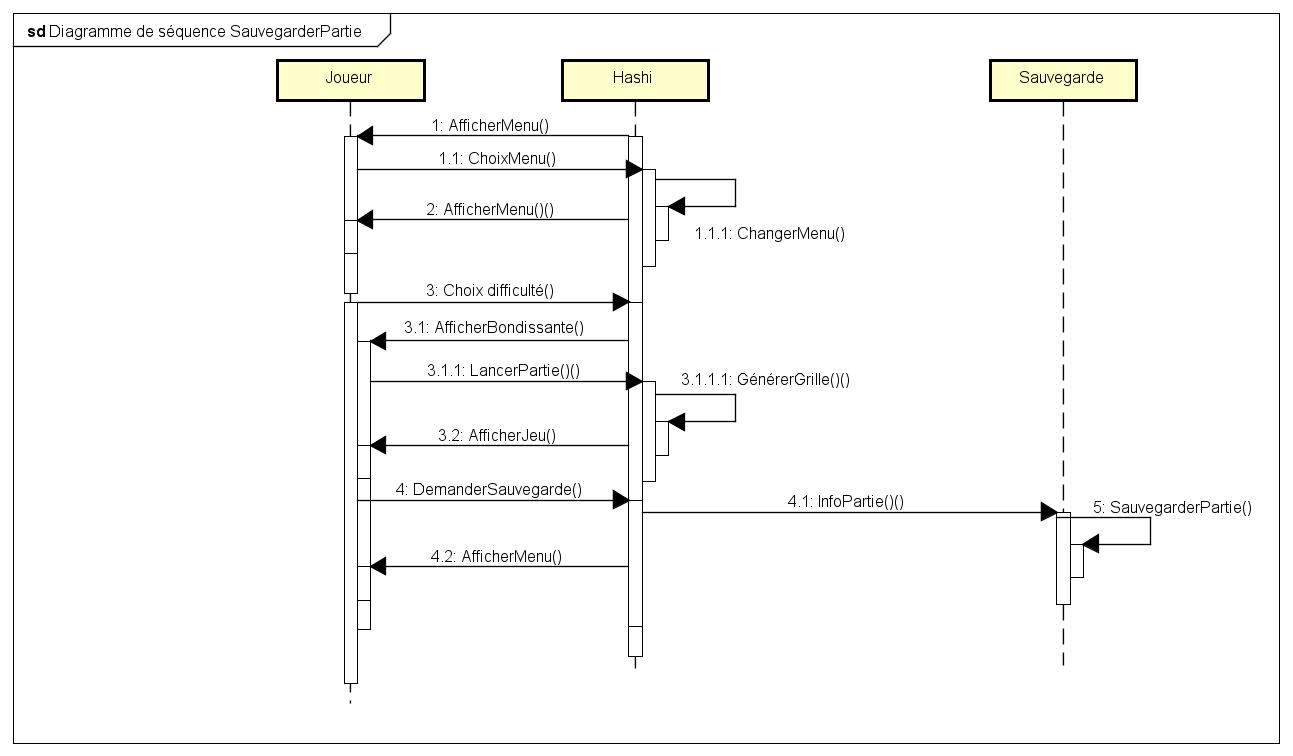 sd Diagramme de séquence SauvegarderPartie
Joueur
Hashi
Sauvegarde
1: AfficherMenu()
1.1: ChoixMenu()
2: AfficherMenu()()
1.1.1: ChangerMenu()
3: Choix difficulté()
3.1: AfficherBondissante()
3.1.1: LancerPartie()()
3.1.1.1: GénérerGrille()()
3.2: AfficherJeu()
4: DemanderSauvegarde()
4.1: InfoPartie()()
5: SauvegarderPartie()
4.2: AfficherMenu()